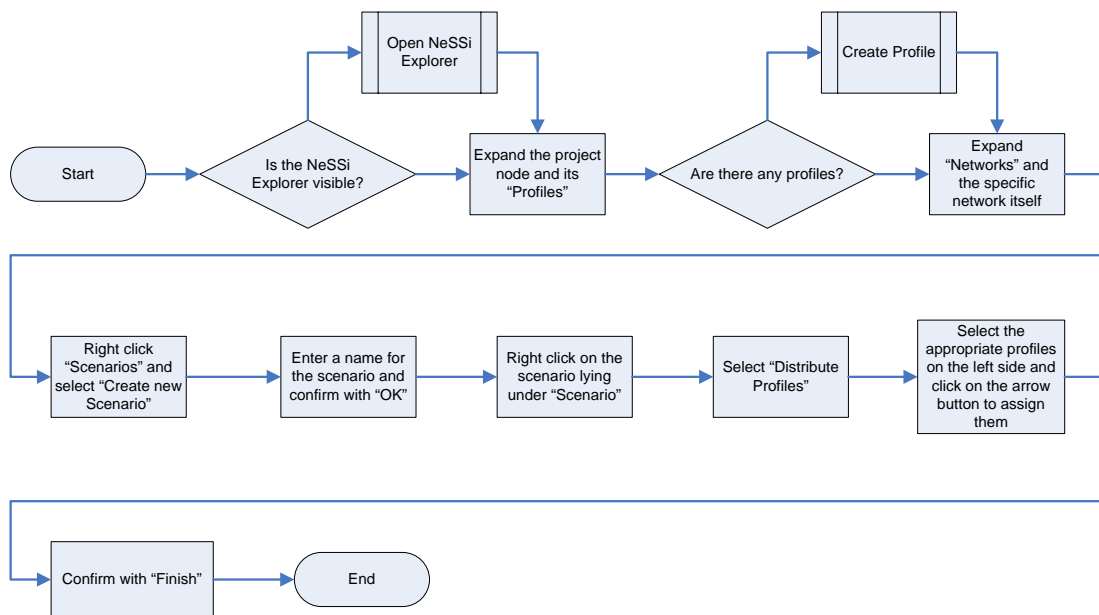 Open NeSSi
Explorer
Create Profile
Start
Is the NeSSi
Explorer visible?
Expand the project
node and its
“Profiles”
Are there any profiles?
Expand
“Networks” and
the specific
network itself
Right click
“Scenarios” and
select “Create new
Scenario”
Enter a name for
the scenario and
confirm with “OK”
Right click on the
scenario lying
under “Scenario”
Select “Distribute
Profiles”
Select the
appropriate profiles
on the left side and
click on the arrow
button to assign
them
Confirm with “Finish”
End